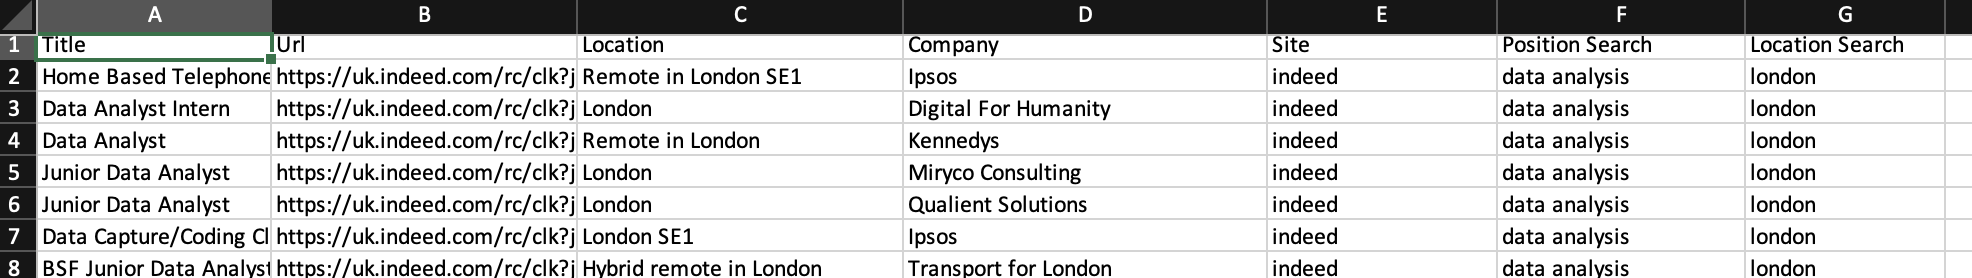 A B C D E F G
1 Title Url Location Company Site Position Search Location Search
2 Home Based Telephone https://uk.indeed.com/rc/clk?j Remote in London SE1 Ipsos indeed data analysis london
3 Data Analyst Intern https://uk.indeed.com/rc/clk?j London Digital For Humanity indeed data analysis london
4 Data Analyst https://uk.indeed.com/rc/clk?j Remote in London Kennedys indeed data analysis london
5 Junior Data Analyst https://uk.indeed.com/rc/clk?j London Miryco Consulting indeed data analysis london
6 Junior Data Analyst https://uk.indeed.com/rc/clk?j London Qualient Solutions indeed data analysis london
7 Data Capture/Coding Cl https://uk.indeed.com/rc/clk?j London SE1 Ipsos indeed data analysis london
8 BSF Junior Data Analyst https://uk.indeed.com/rc/clk?j Hybrid remote in London Transport for London indeed data analysis london